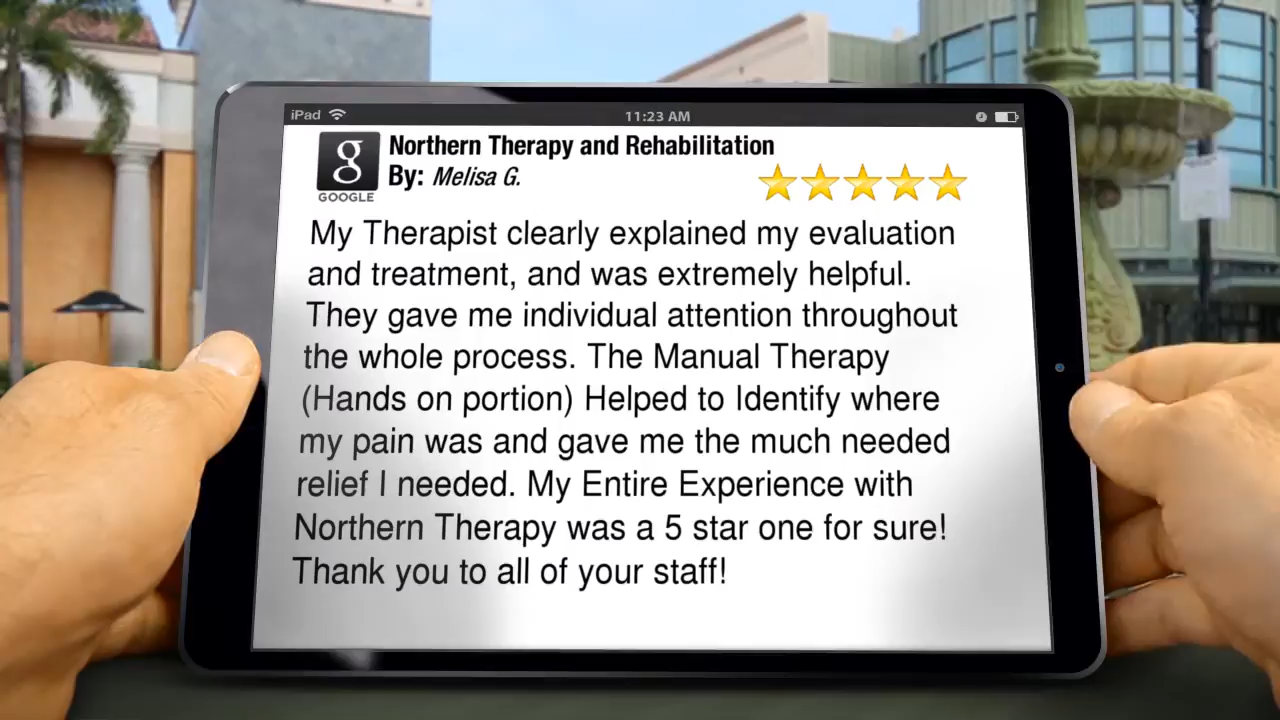 iPad
11:23 AM
g
GOOGLE
Northern Therapy and Rehabilitation
By: Melisa G.
My Therapist clearly explained my evaluation
and treatment, and was extremely helpful.
They gave me individual attention throughout
the whole process. The Manual Therapy
(Hands on portion) Helped to Identify where
my pain was and gave me the much needed
relief I needed. My Entire Experience with
Northern Therapy was a 5 star one for sure!
Thank you to all of your staff!